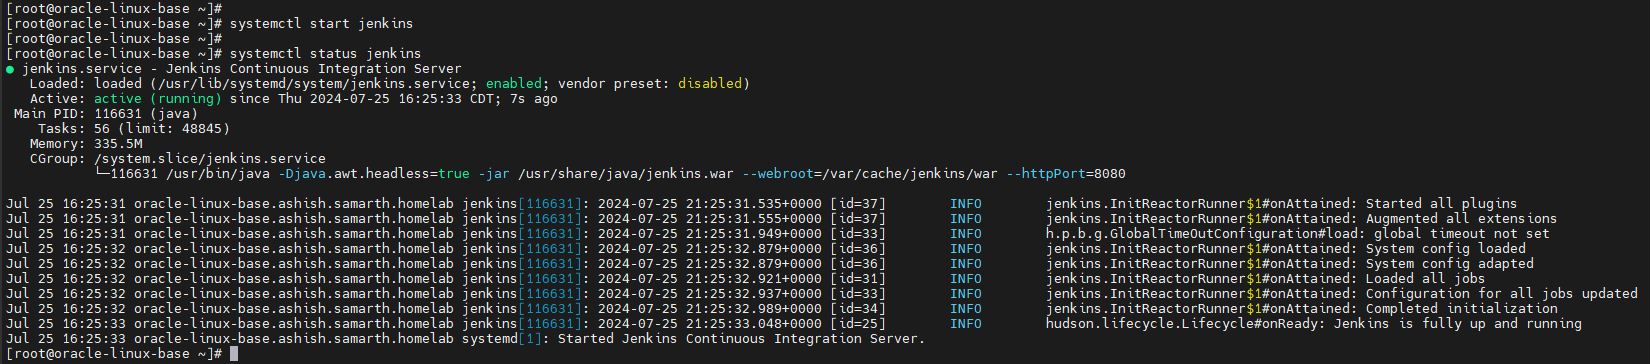 [root@oracle-linux-base ~]#
[root@oracle-linux-base ~]# systemctl start jenkins
[root@oracle-linux-base ~]#
[root@oracle-linux-base ~]# systemctl status jenkins
● jenkins.service - Jenkins Continuous Integration Server
   Loaded: loaded (/usr/lib/systemd/system/jenkins.service; enabled; vendor preset: disabled)
   Active: active (running) since Thu 2024-07-25 16:25:33 CDT; 7s ago
 Main PID: 116631 (java)
    Tasks: 56 (limit: 48845)
   Memory: 335.5M
   CGroup: /system.slice/jenkins.service
           └─116631 /usr/bin/java -Djava.awt.headless=true -jar /usr/share/java/jenkins.war --webroot=/var/cache/jenkins/war --httpPort=8080
Jul 25 16:25:31 oracle-linux-base.ashish.samarth.homelab jenkins[116631]: 2024-07-25 21:25:31.535+0000 [id=37]        INFO        jenkins.InitReactorRunner$1#onAttained: Started all plugins
Jul 25 16:25:31 oracle-linux-base.ashish.samarth.homelab jenkins[116631]: 2024-07-25 21:25:31.555+0000 [id=37]        INFO        jenkins.InitReactorRunner$1#onAttained: Augmented all extensions
Jul 25 16:25:31 oracle-linux-base.ashish.samarth.homelab jenkins[116631]: 2024-07-25 21:25:31.949+0000 [id=33]        INFO        h.p.b.g.GlobalTimeOutConfiguration#load: global timeout not set
Jul 25 16:25:32 oracle-linux-base.ashish.samarth.homelab jenkins[116631]: 2024-07-25 21:25:32.879+0000 [id=36]        INFO        jenkins.InitReactorRunner$1#onAttained: System config loaded
Jul 25 16:25:32 oracle-linux-base.ashish.samarth.homelab jenkins[116631]: 2024-07-25 21:25:32.879+0000 [id=36]        INFO        jenkins.InitReactorRunner$1#onAttained: System config adapted
Jul 25 16:25:32 oracle-linux-base.ashish.samarth.homelab jenkins[116631]: 2024-07-25 21:25:32.921+0000 [id=31]        INFO        jenkins.InitReactorRunner$1#onAttained: Loaded all jobs
Jul 25 16:25:32 oracle-linux-base.ashish.samarth.homelab jenkins[116631]: 2024-07-25 21:25:32.937+0000 [id=33]        INFO        jenkins.InitReactorRunner$1#onAttained: Configuration for all jobs updated
Jul 25 16:25:32 oracle-linux-base.ashish.samarth.homelab jenkins[116631]: 2024-07-25 21:25:32.989+0000 [id=34]        INFO        jenkins.InitReactorRunner$1#onAttained: Completed initialization
Jul 25 16:25:33 oracle-linux-base.ashish.samarth.homelab jenkins[116631]: 2024-07-25 21:25:33.048+0000 [id=25]        INFO        hudson.lifecycle.Lifecycle#onReady: Jenkins is fully up and running
Jul 25 16:25:33 oracle-linux-base.ashish.samarth.homelab systemd[1]: Started Jenkins Continuous Integration Server.
[root@oracle-linux-base ~]#